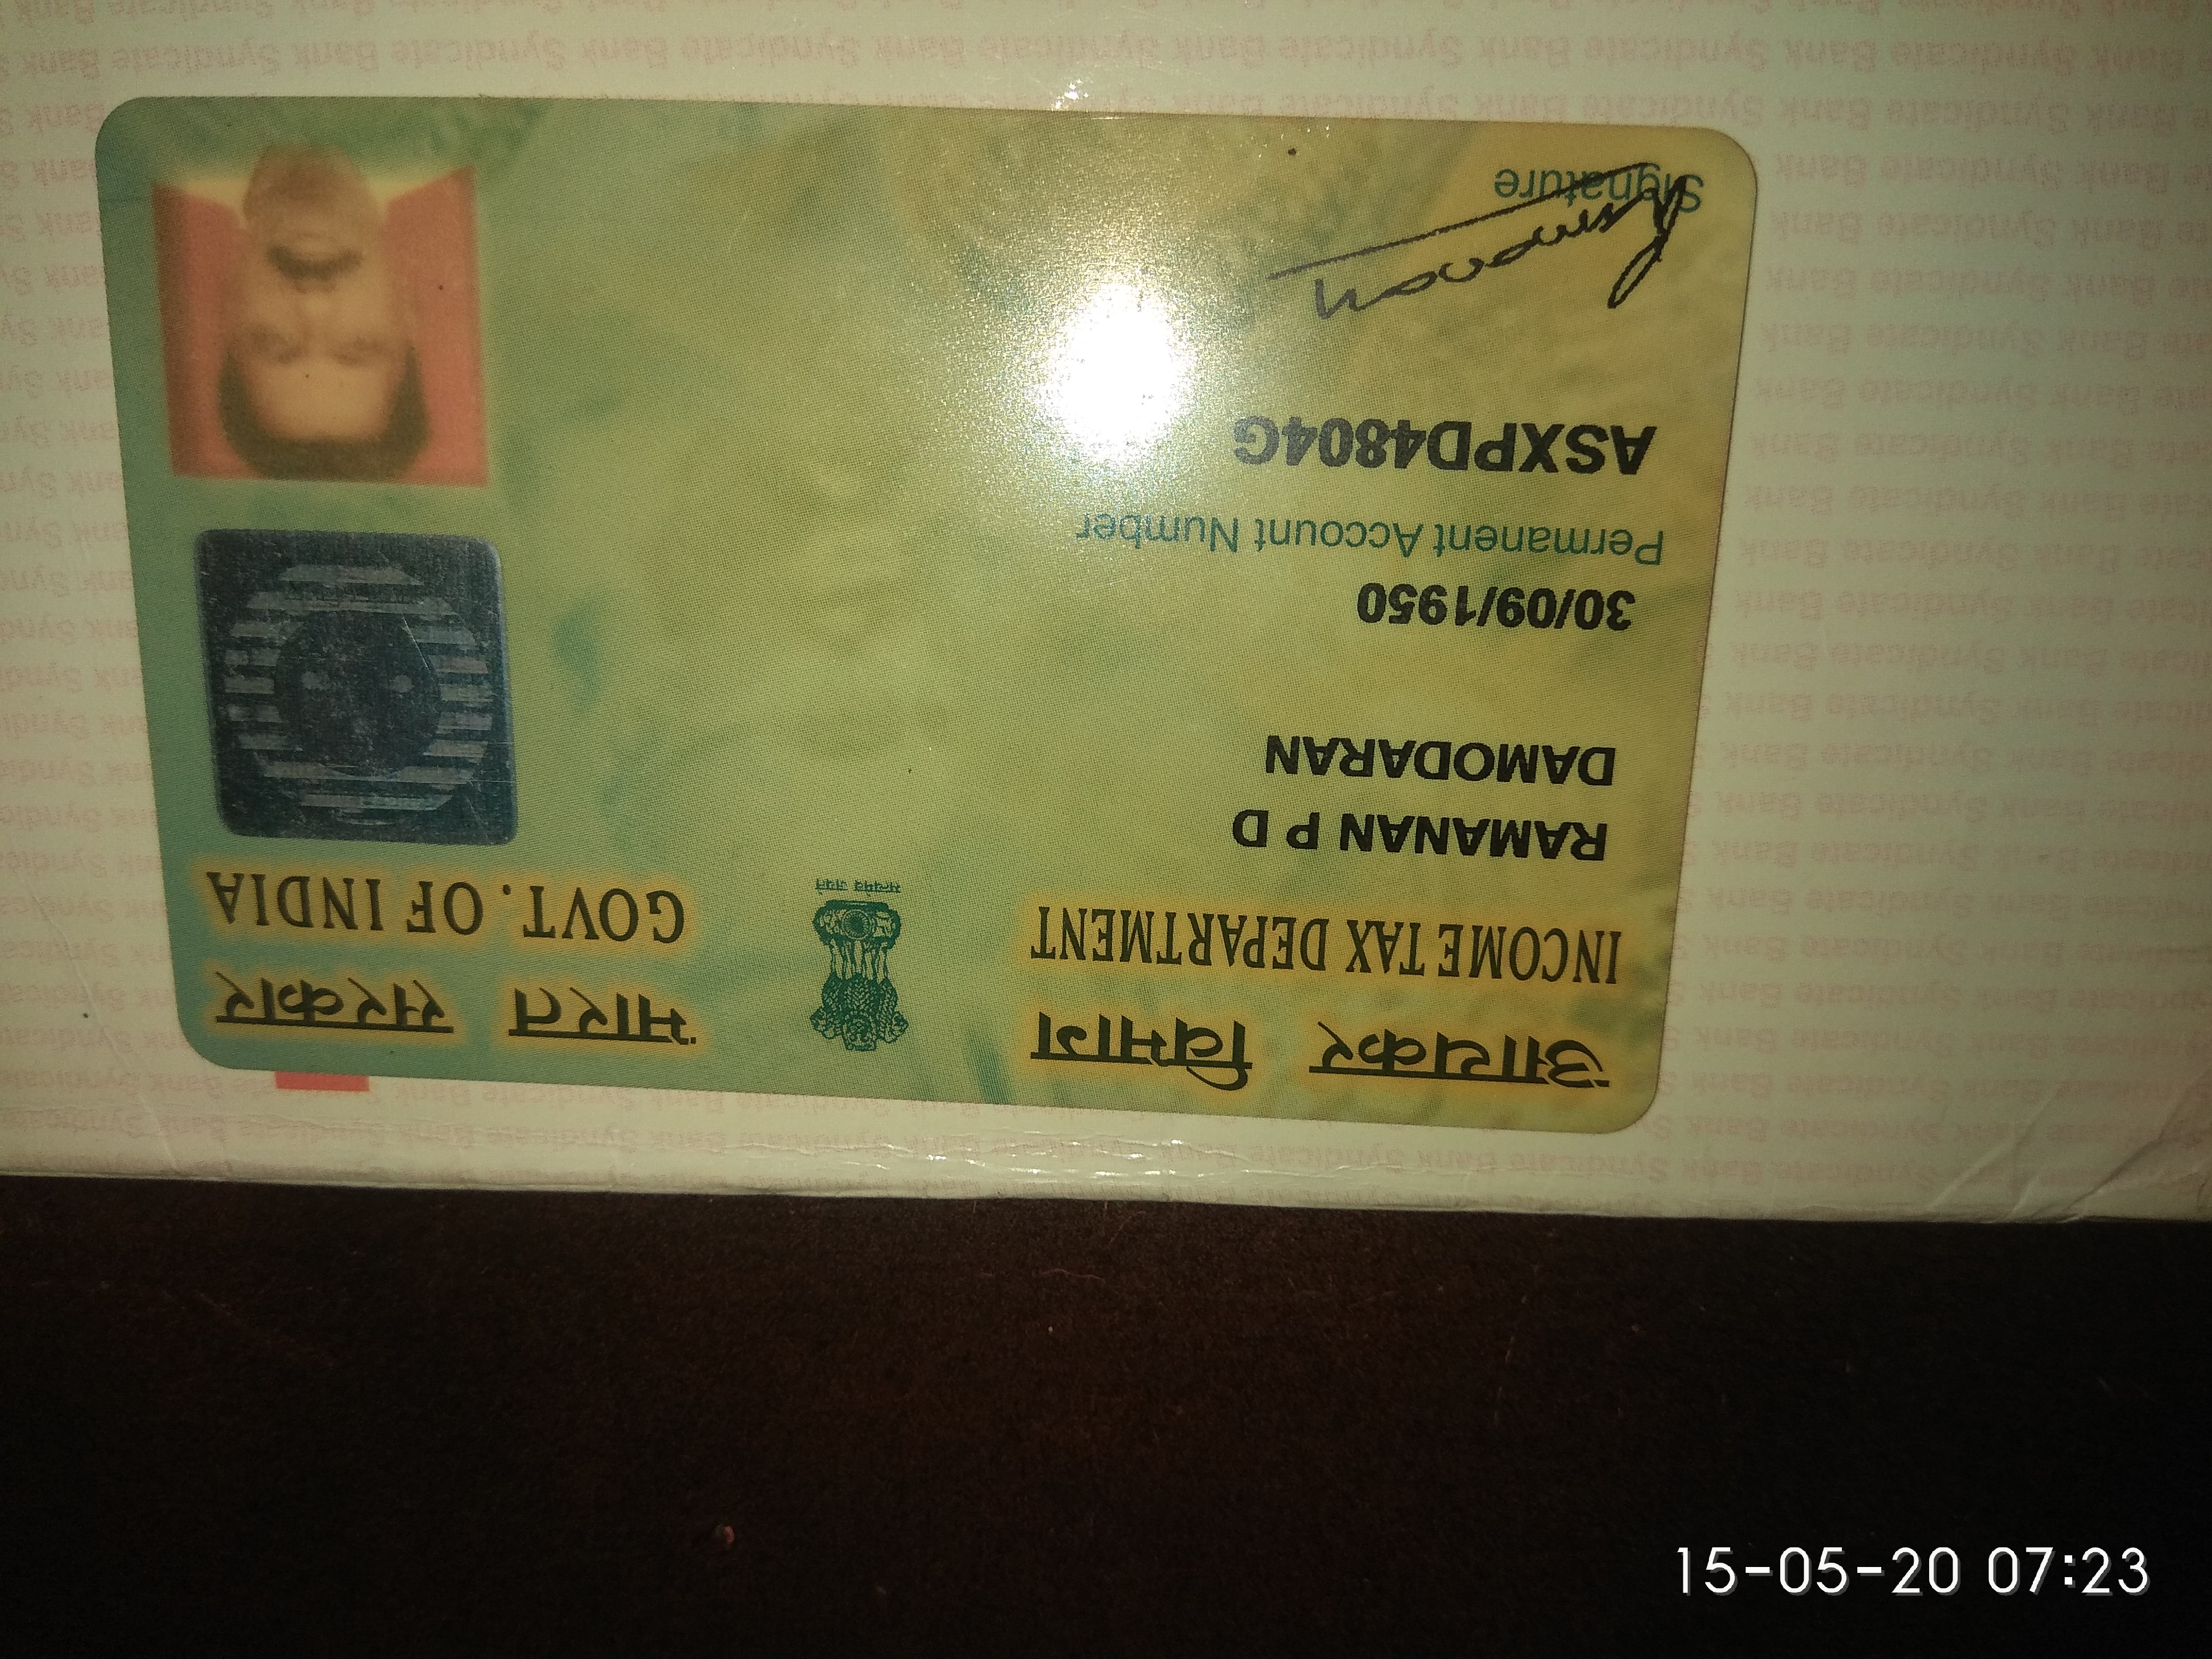 आयकर विभाग
INCOME TAX DEPARTMENT
सत्यमेव जयते
भारत सरकार
GOVT. OF INDIA
RAMANAN P D
DAMODARAN
30/09/1950
Permanent Account Number
ASXPD4804G
Signature
Syndicate Bank Syndicate Bank Syndicate Bank Syndicate Bank
15-05-20 07:23